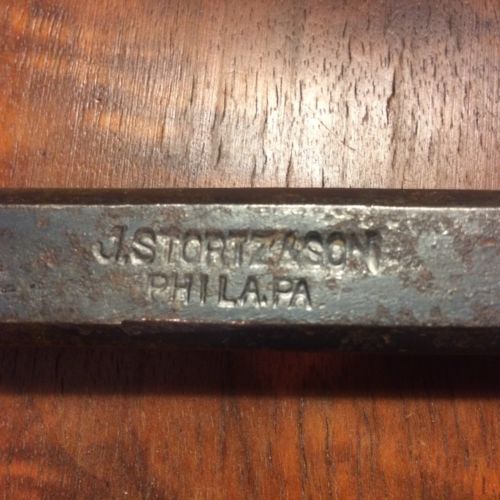 J. STORTZ & SON
PHILA. PA